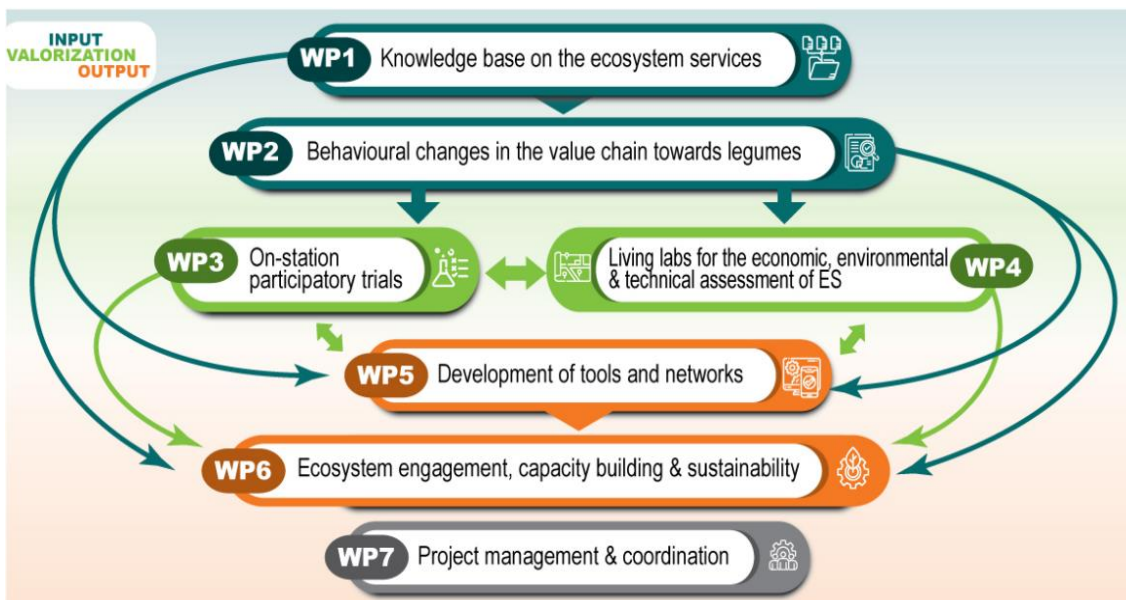 INPUT
VALORIZATION
OUTPUT
WP1 Knowledge base on the ecosystem services
WP2 Behavioural changes in the value chain towards legumes
WP3 On-station
participatory trials
Living labs for the economic, environmental
& technical assessment of ES
WP4
WP5 Development of tools and networks
WP6 Ecosystem engagement, capacity building & sustainability
WP7 Project management & coordination